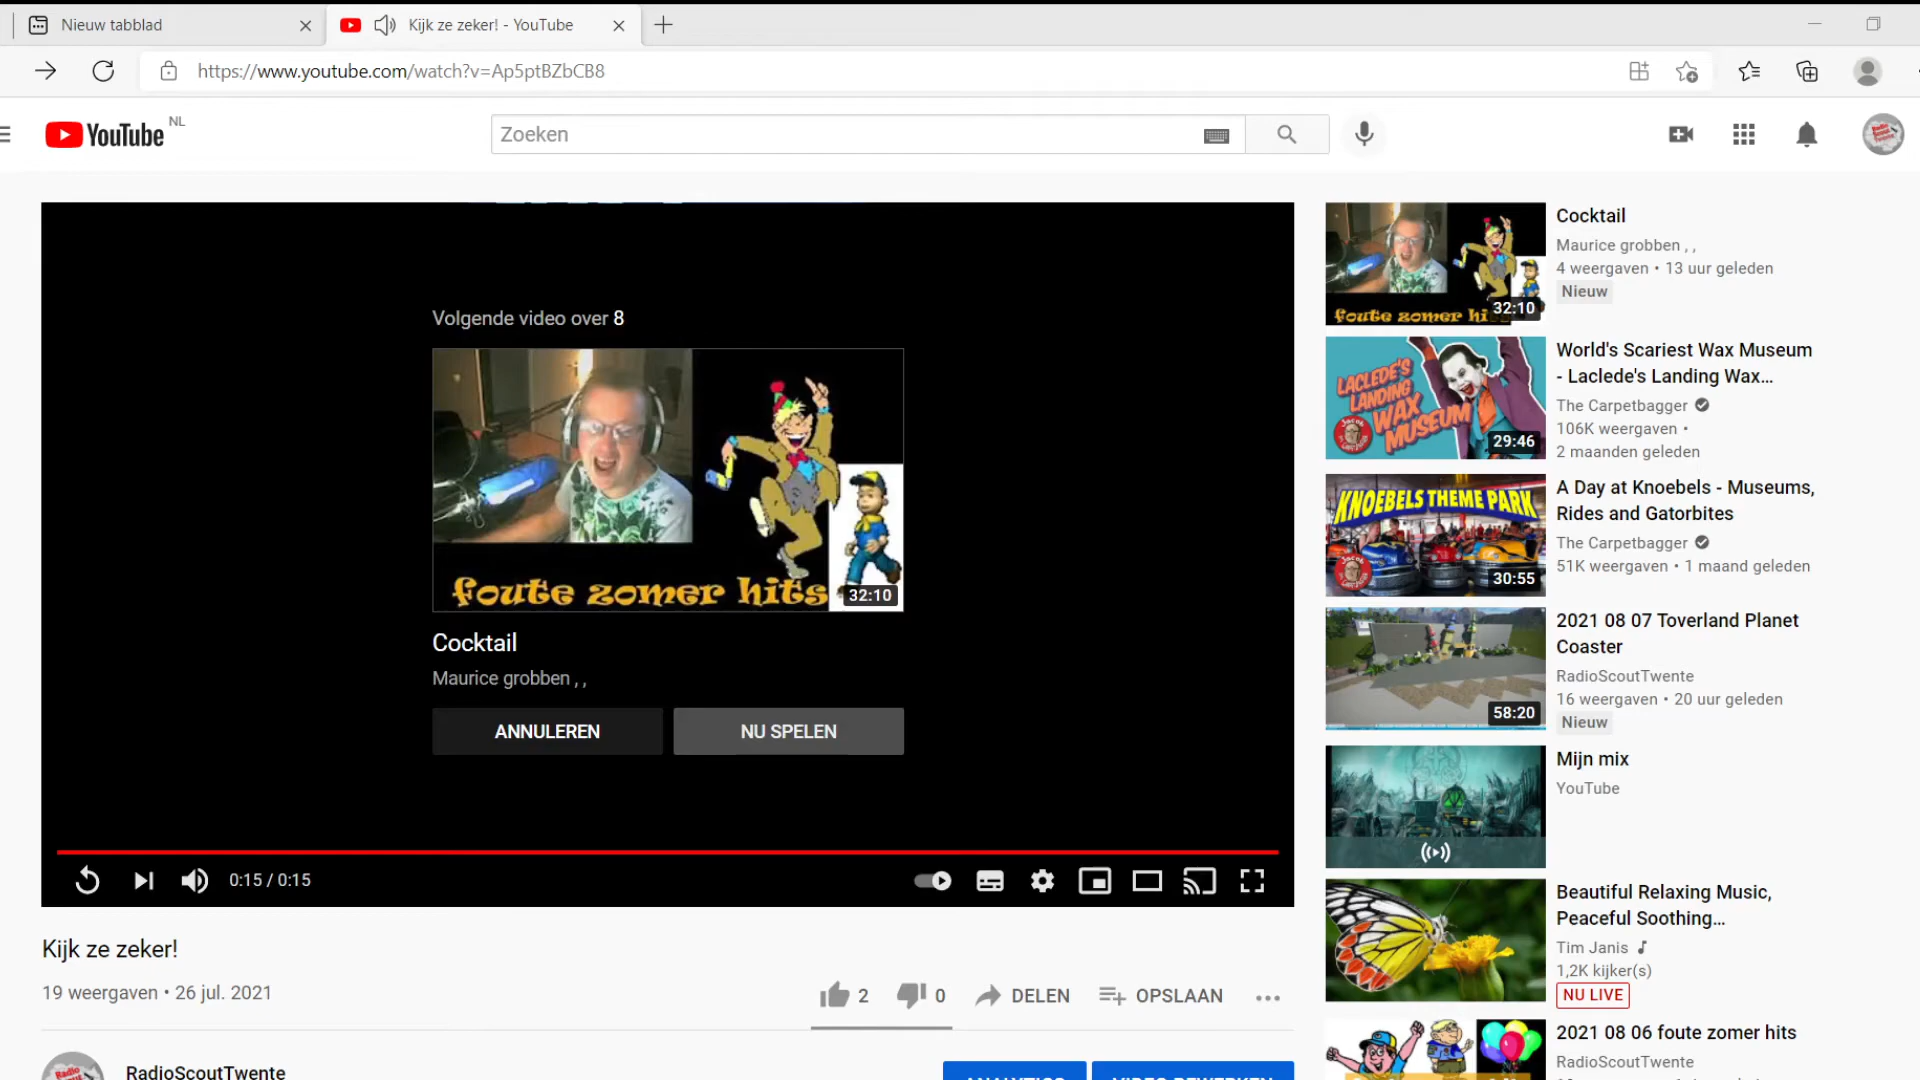 Nieuw tabblad
Kijk ze zeker! - YouTube
https://www.youtube.com/watch?v=Ap5ptBZbCB8
YouTube NL
Zoeken
Volgende video over 8
foute zomer hits
32:10
Cocktail
Maurice grobben , ,
ANNULEREN
NU SPELEN
0:15 / 0:15
Kijk ze zeker!
19 weergaven • 26 jul. 2021
2
0
DELEN
OPSLAAN
RadioScoutTwente
ANALYTICS
VIDEO BEWERKEN
foute zomer hi
32:10
Cocktail
Maurice grobben , ,
4 weergaven • 13 uur geleden
Nieuw
LACLEDE'S
LANDING
WAX
MUSEUM
29:46
World's Scariest Wax Museum
- Laclede's Landing Wax...
The Carpetbagger
106K weergaven •
2 maanden geleden
KNOEBELS THEME PARK
30:55
A Day at Knoebels - Museums,
Rides and Gatorbites
The Carpetbagger
51K weergaven • 1 maand geleden
58:20
2021 08 07 Toverland Planet
Coaster
RadioScoutTwente
16 weergaven • 20 uur geleden
Nieuw
Mijn mix
YouTube
Beautiful Relaxing Music,
Peaceful Soothing...
Tim Janis
1,2K kijker(s)
NU LIVE
2021 08 06 foute zomer hits
RadioScoutTwente